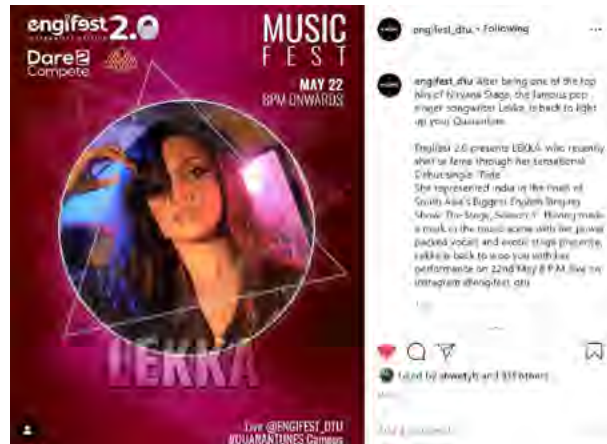 engifest 2.0
Dare2
Compete
MUSIC
FEST
MAY 22
8PM ONWARDS
LEKKA
Live @ENGIFEST_DTU
#QUARANTUNES Campus
engifest_dtu • Following
engifest_dtu After being one of the top
hits of Nirvana Stage, the famous pop
singer songwriter Lekka, is back to light
up your Quarantine.
Engifest 2.0 presents LEKKA who recently
shot to fame through her sensational
Debut single
She represented India in the finals of
South Asia's Biggest English Singing
Show The Stage, Season Having made
a mark in the music scene with her power
packed vocals and exotic stage presence,
Lekka is back to woo you with her
performance on 22nd May 8 P.M. live on
instagram @engifest_dtu
Liked by and others